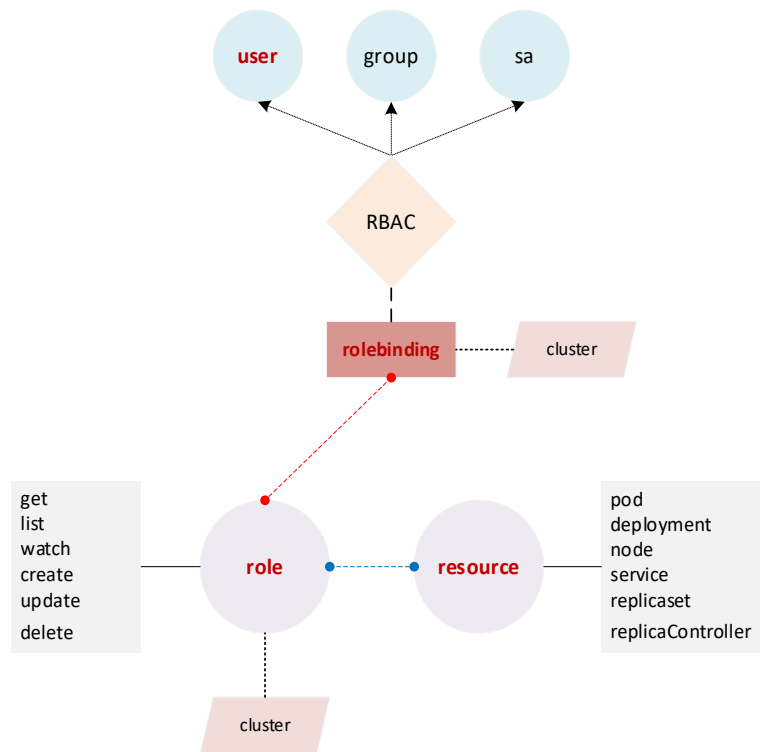 user
group
sa
RBAC
rolebinding
cluster
get
list
watch
create
update
delete
role
resource
pod
deployment
node
service
replicaset
replicaController
cluster